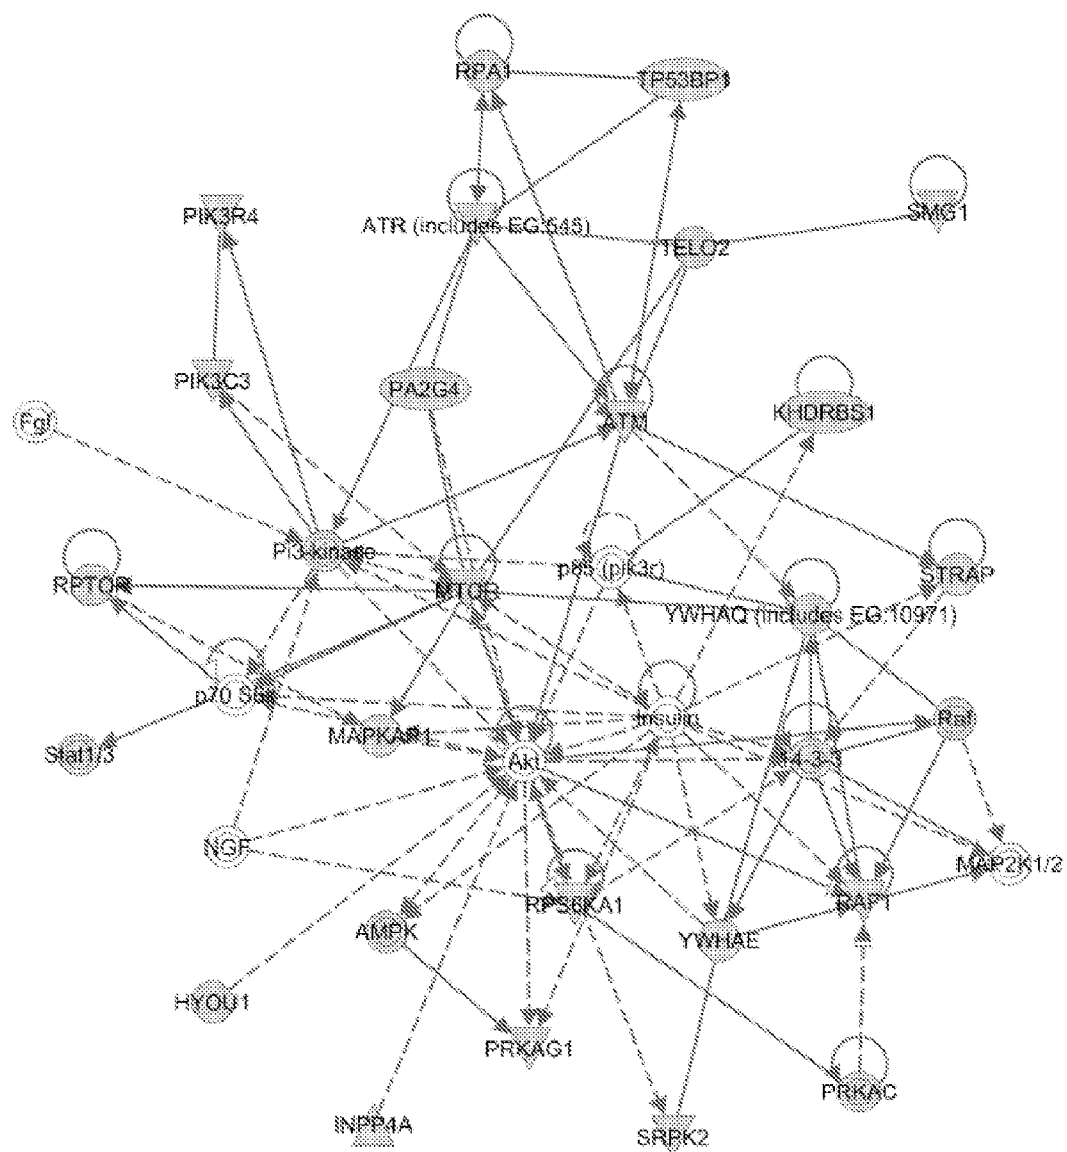 RPA1
TP53BP1
SMG1
PIK3R4
ATR (includes EG:545)
TELO2
PIK3C3
PA2G4
Fgf
ATM
KHDRBS1
Pi3-kinase
p85 (pik3r)
RPTOR
MTOR
STRAP
YWHAQ (includes EG:10971)
p70 S6k
Insulin
Raf
Stat1/3
MAPKAP1
Akt
14-3-3
NGF
MAP2K1/2
RPS6KA1
RAF1
AMPK
YWHAE
HYOU1
PRKAG1
PRKAC
INPP4A
SRPK2